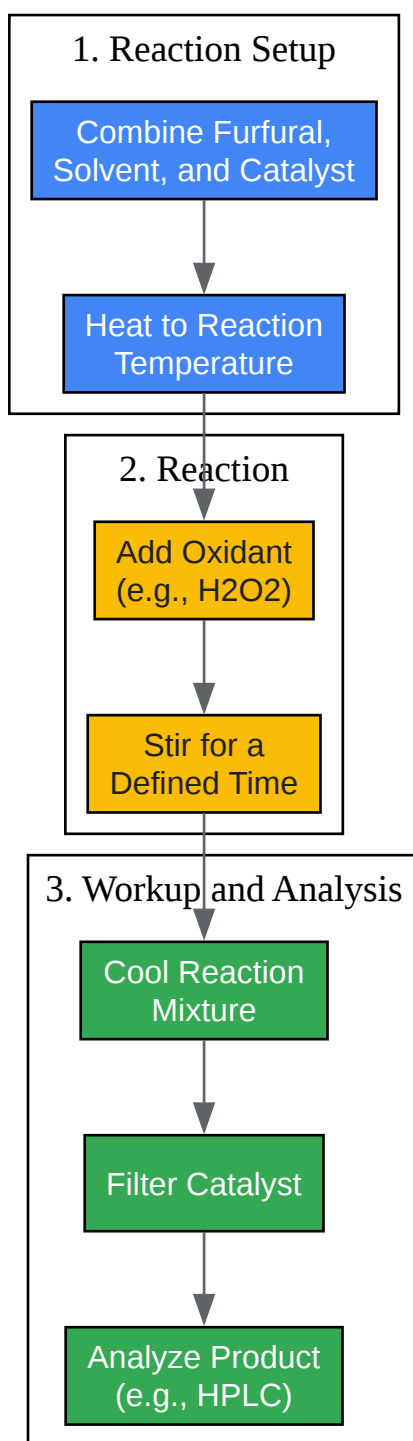 1. Reaction Setup
Combine Furfural,
Solvent, and Catalyst
Heat to Reaction
Temperature
2. Reaction
Add Oxidant
(e.g., H2O2)
Stir for a
Defined Time
3. Workup and Analysis
Cool Reaction
Mixture
Filter Catalyst
Analyze Product
(e.g., HPLC)